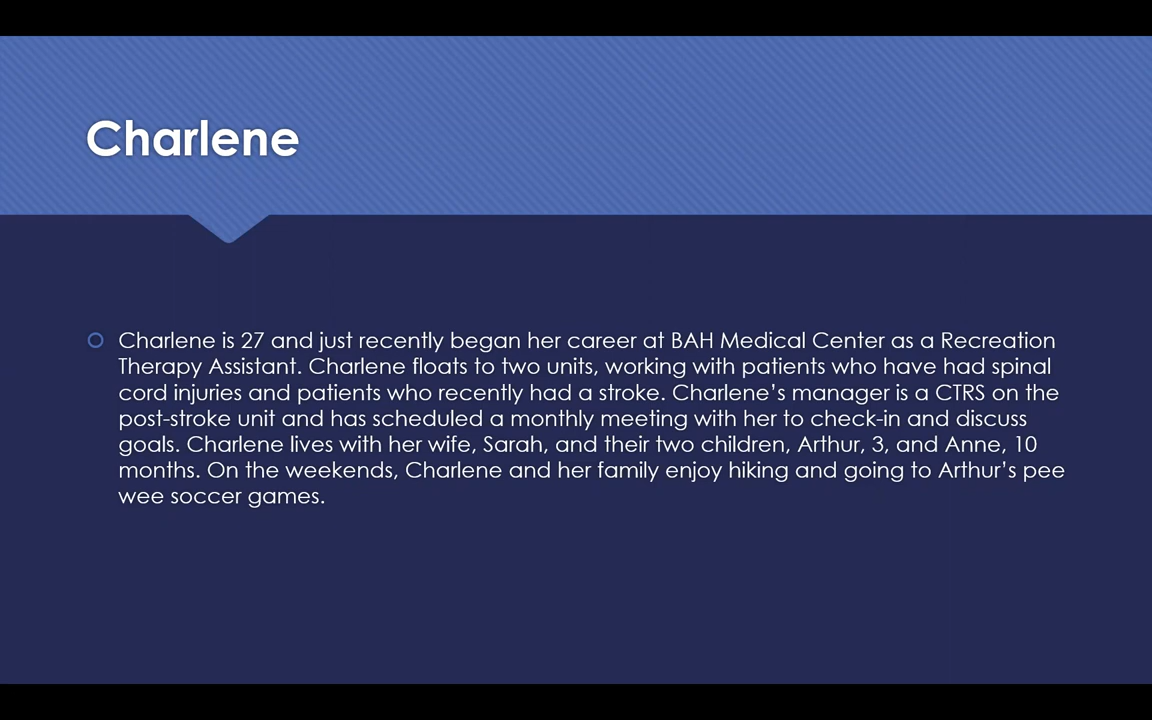 Charlene
Charlene is 27 and just recently began her career at BAH Medical Center as a Recreation
Therapy Assistant. Charlene floats to two units, working with patients who have had spinal
cord injuries and patients who recently had a stroke. Charlene’s manager is a CTRS on the
post-stroke unit and has scheduled a monthly meeting with her to check-in and discuss
goals. Charlene lives with her wife, Sarah, and their two children, Arthur, 3, and Anne, 10
months. On the weekends, Charlene and her family enjoy hiking and going to Arthur’s pee
wee soccer games.